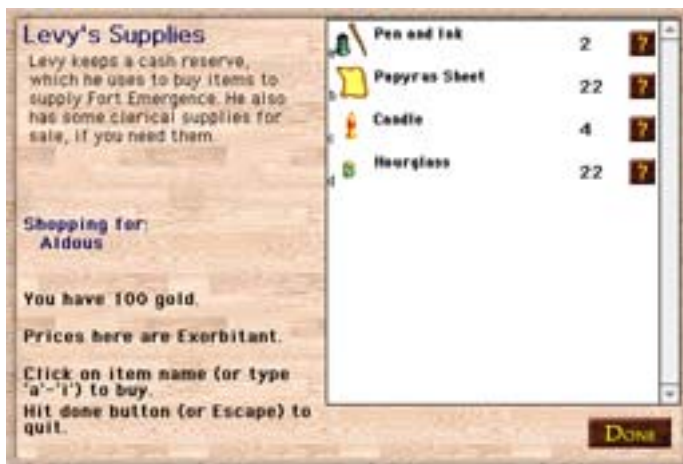 Levy's Supplies
Levy keeps a cash reserve,
which he uses to buy items to
supply Fort Emergence. He also
has some clerical supplies for
sale, if you need them.
Shopping for:
Aldous
You have 100 gold.
Prices here are Exorbitant.
Click on item name (or type
'a'-'i') to buy.
Hit done button (or Escape) to
quit.
a Pen and Ink 2 ?
b Papyrus Sheet 22 ?
c Candle 4 ?
d Hourglass 22 ?
Done